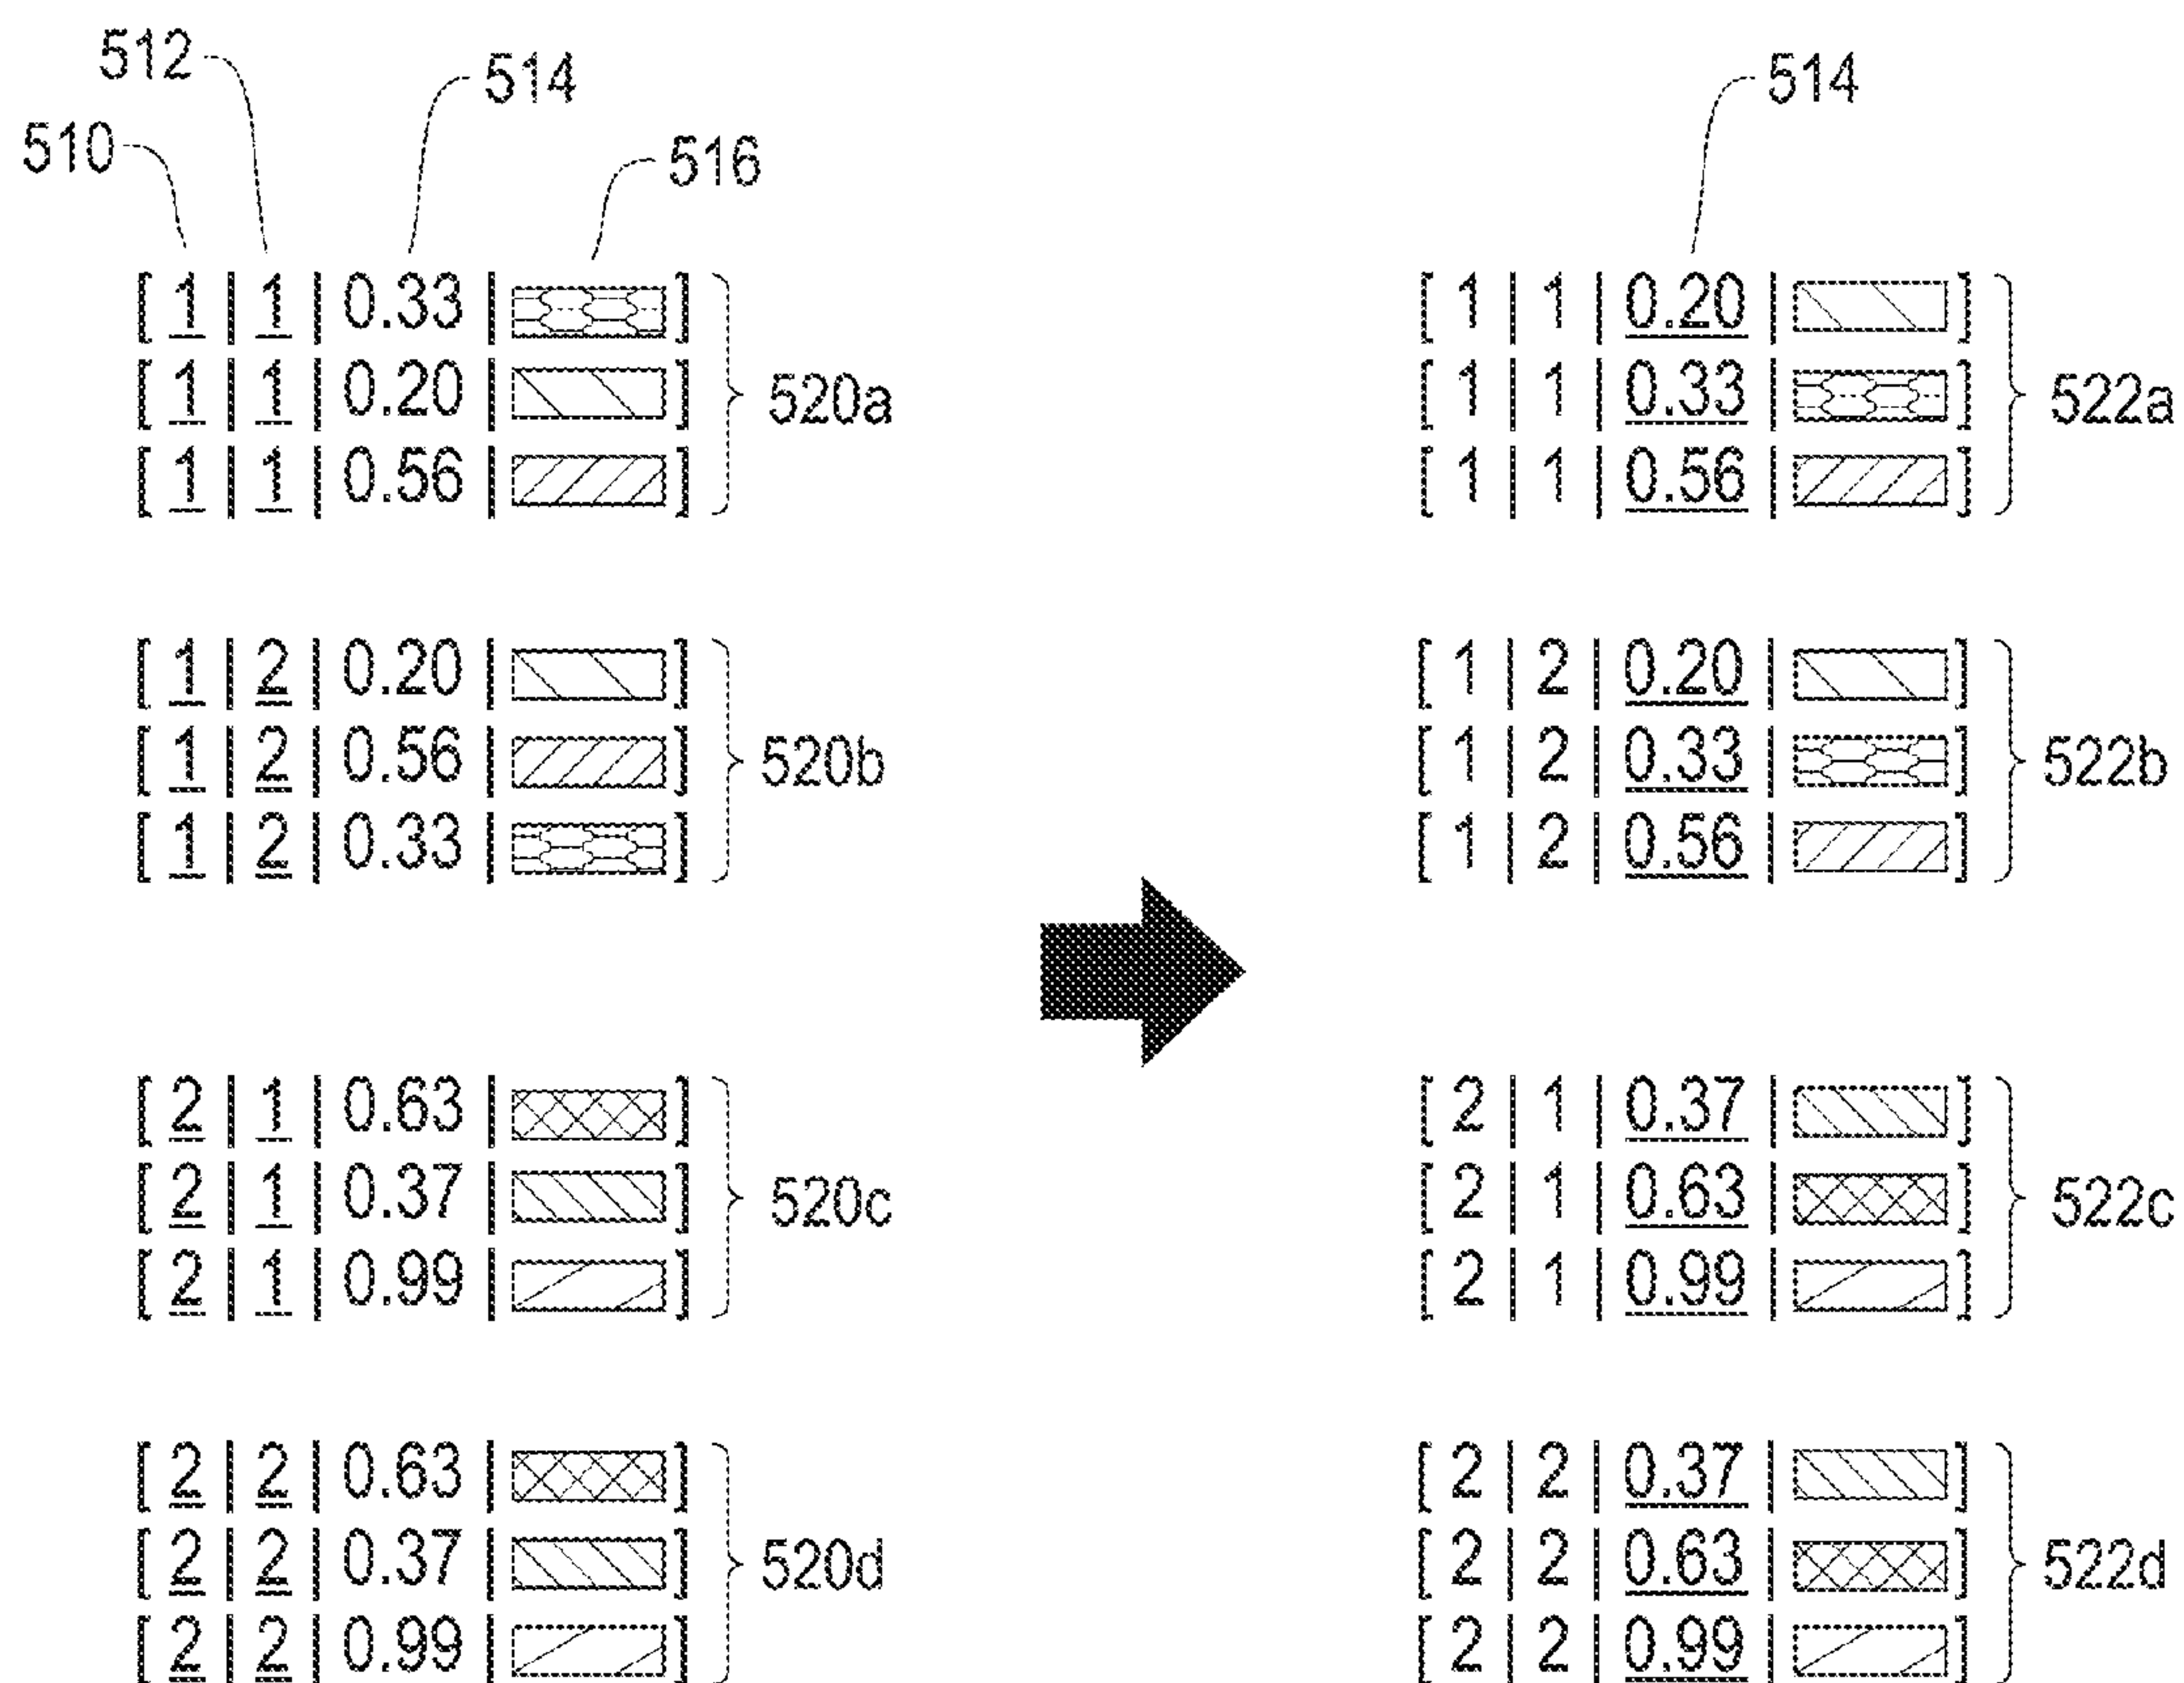 512
514
510
516
514
[ 1 | 1 | 0.33 | ]
[ 1 | 1 | 0.20 | ]
[ 1 | 1 | 0.56 | ]
520a
[ 1 | 1 | 0.20 | ]
[ 1 | 1 | 0.33 | ]
[ 1 | 1 | 0.56 | ]
522a
[ 1 | 2 | 0.20 | ]
[ 1 | 2 | 0.56 | ]
[ 1 | 2 | 0.33 | ]
520b
[ 1 | 2 | 0.20 | ]
[ 1 | 2 | 0.33 | ]
[ 1 | 2 | 0.56 | ]
522b
[ 2 | 1 | 0.63 | ]
[ 2 | 1 | 0.37 | ]
[ 2 | 1 | 0.99 | ]
520c
[ 2 | 1 | 0.37 | ]
[ 2 | 1 | 0.63 | ]
[ 2 | 1 | 0.99 | ]
522c
[ 2 | 2 | 0.63 | ]
[ 2 | 2 | 0.37 | ]
[ 2 | 2 | 0.99 | ]
520d
[ 2 | 2 | 0.37 | ]
[ 2 | 2 | 0.63 | ]
[ 2 | 2 | 0.99 | ]
522d